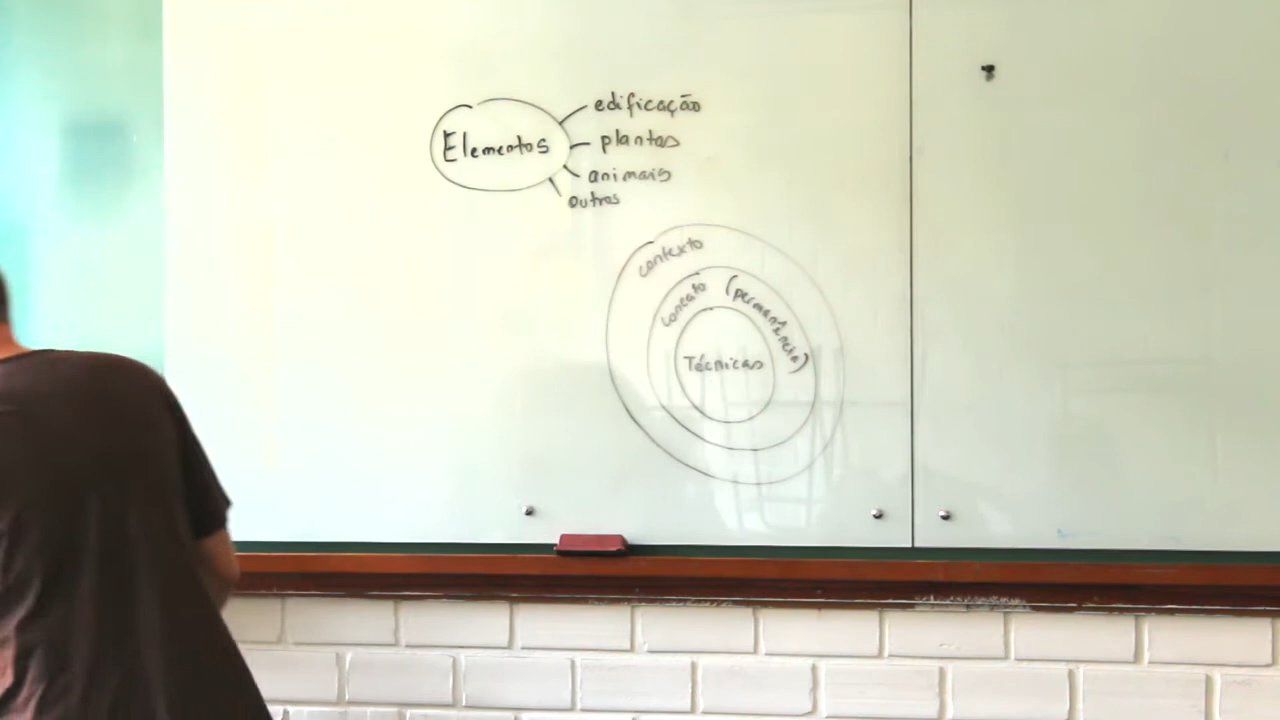 Elementos
edificação
plantas
animais
outros
contexto
conceito (permanência)
Técnicas